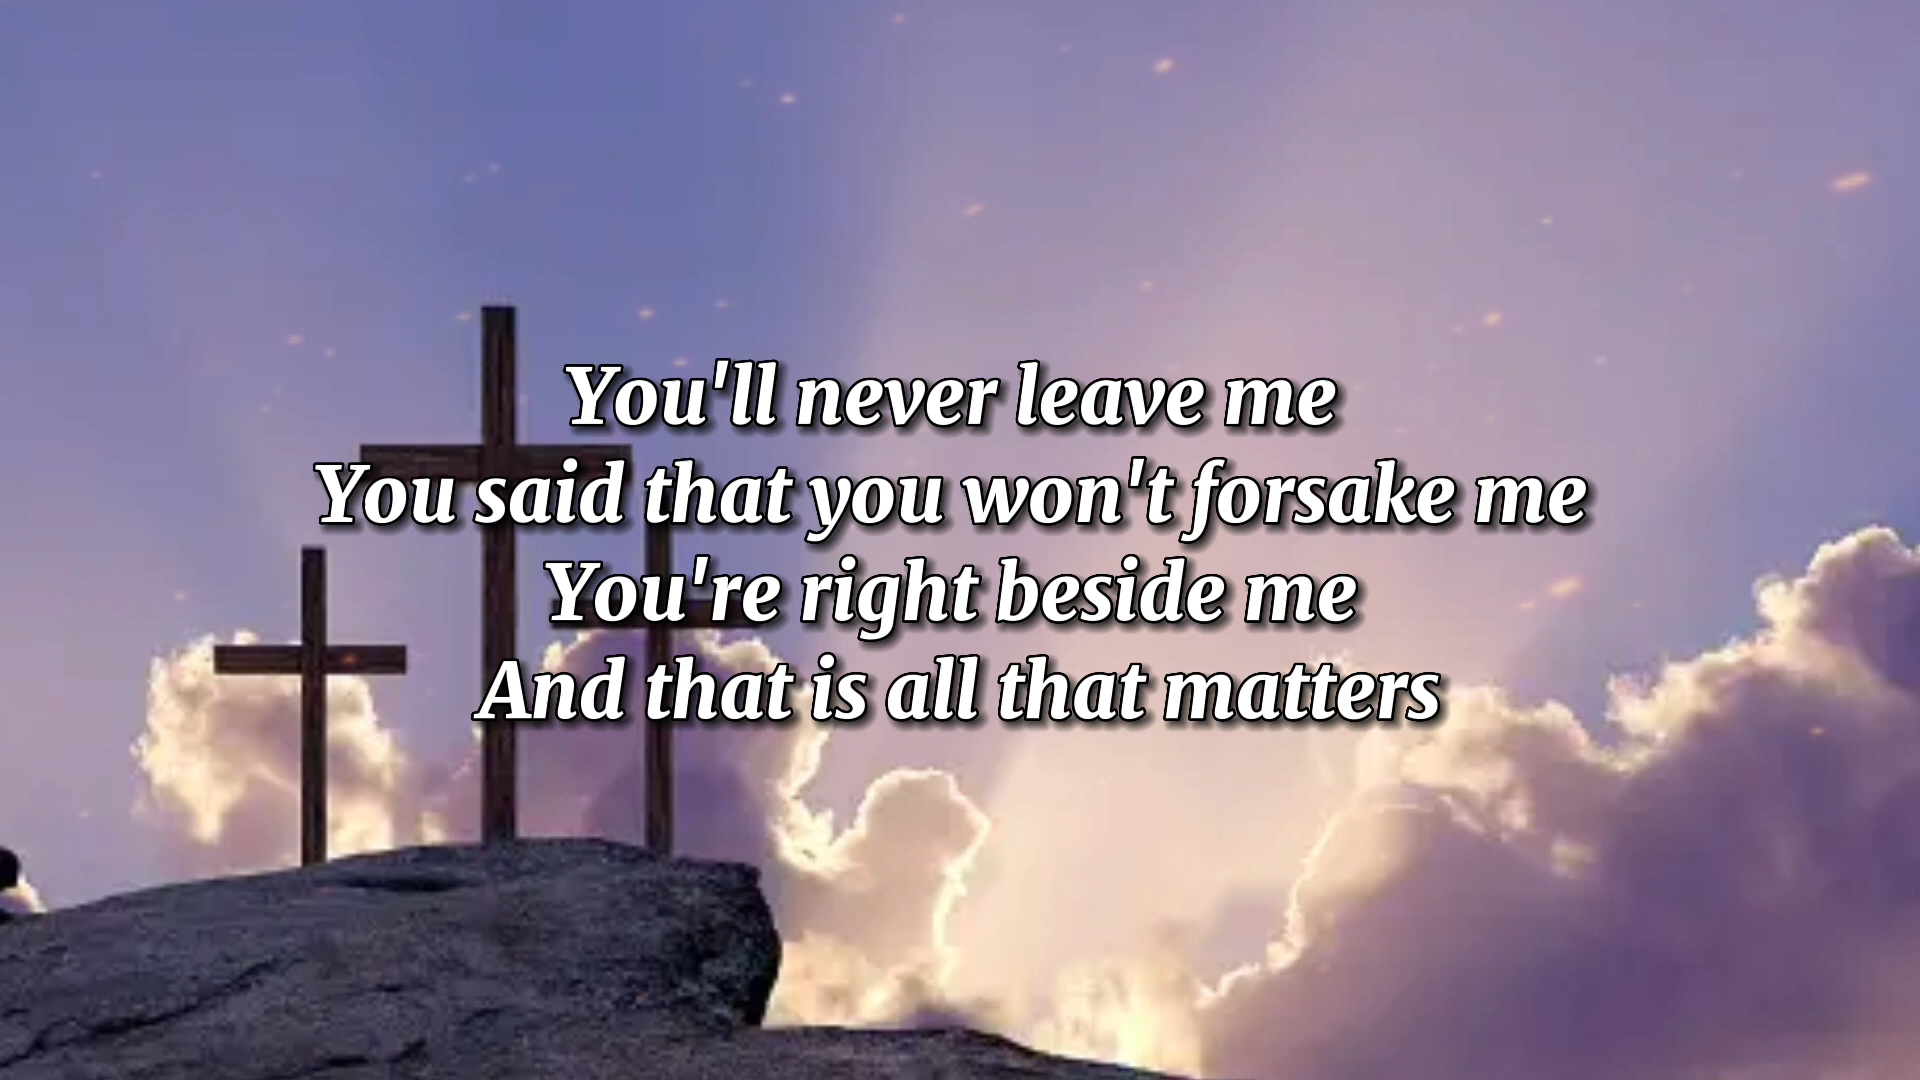 You'll never leave me
You said that you won't forsake me
You're right beside me
And that is all that matters